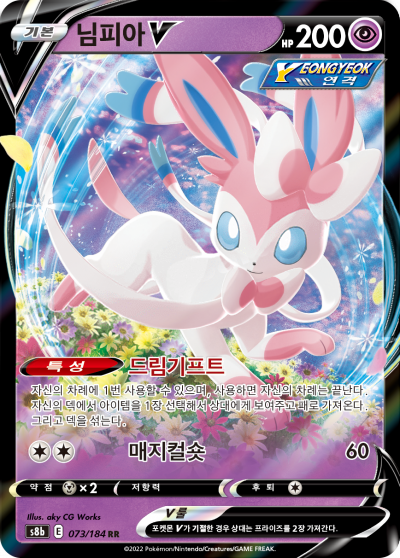 기본 님피아 V HP 200
YEONGYEOK
연격
특성 드림기프트
자신의 차례에 1번 사용할 수 있으며, 사용하면 자신의 차례는 끝난다.
자신의 덱에서 아이템을 1장 선택해서 상대에게 보여주고 패로 가져온다.
그리고 덱을 섞는다.
매지컬숏 60
약점 ×2 저항력 후퇴
Illus. aky CG Works
V룰
s8b E 073/184 RR
포켓몬 V가 기절한 경우 상대는 프라이즈를 2장 가져간다.
©2022 Pokémon/Nintendo/Creatures/GAME FREAK.